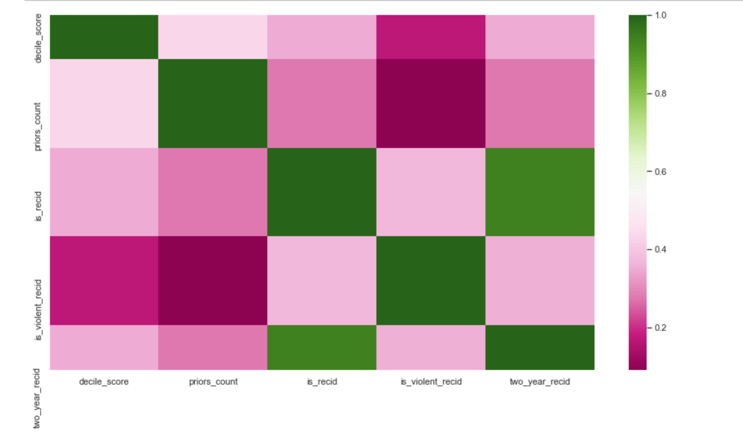 decile_score
priors_count
is_recid
is_violent_recid
two_year_recid
decile_score priors_count is_recid is_violent_recid two_year_recid
1.0
0.8
0.6
0.4
0.2